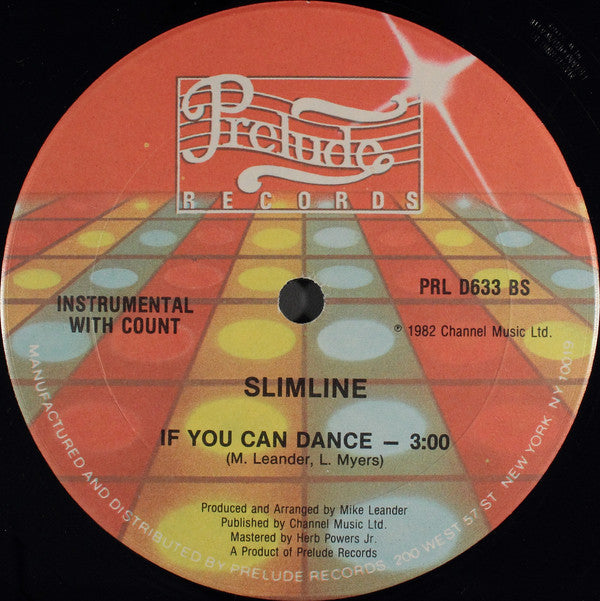 Prelude
RECORDS
INSTRUMENTAL
WITH COUNT
PRL D633 BS
℗ 1982 Channel Music Ltd.
SLIMLINE
IF YOU CAN DANCE — 3:00
(M. Leander, L. Myers)
Produced and Arranged by Mike Leander
Published by Channel Music Ltd.
Mastered by Herb Powers Jr.
A Product of Prelude Records
MANUFACTURED AND DISTRIBUTED BY PRELUDE RECORDS, 200 WEST 57 ST. NEW YORK, NY 10019